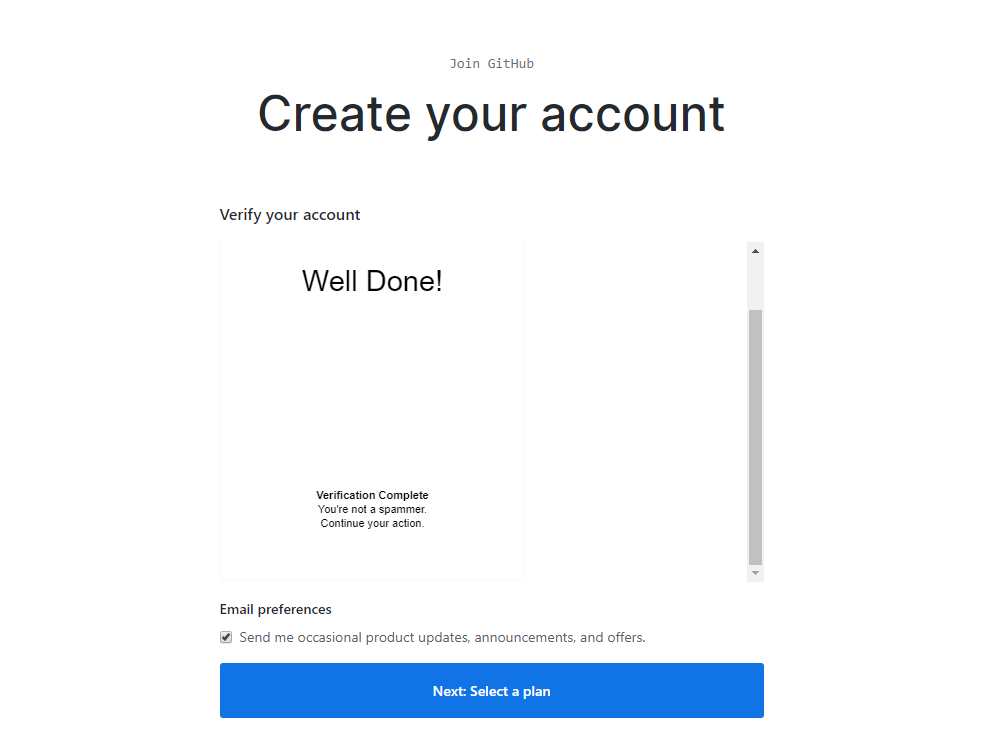 Join GitHub
Create your account
Verify your account
Well Done!
Verification Complete
You're not a spammer.
Continue your action.
Email preferences
Send me occasional product updates, announcements, and offers.
Next: Select a plan